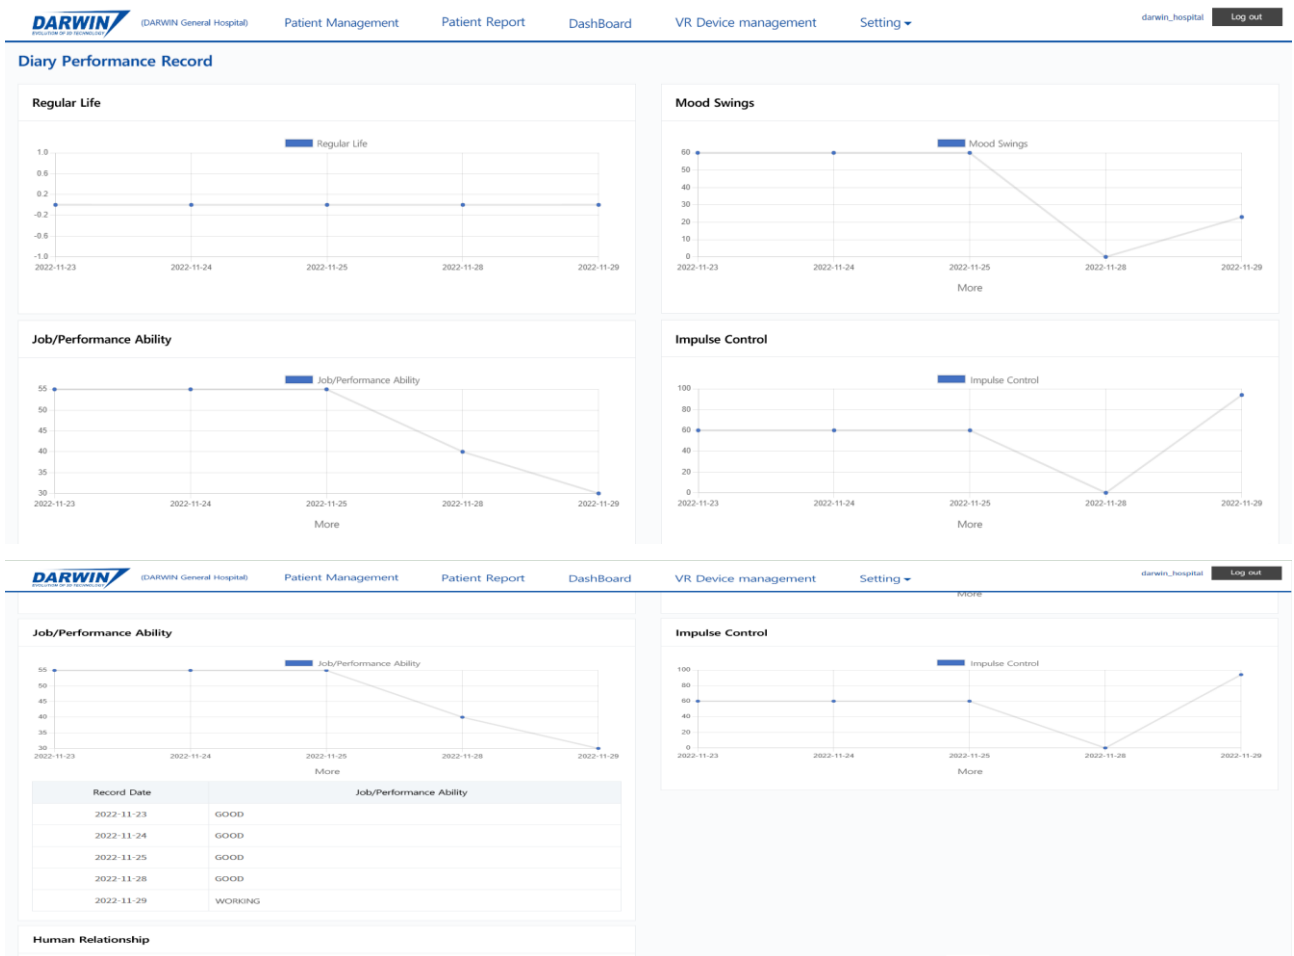 DARWIN
EVOLUTION OF 3D TECHNOLOGY
(DARWIN General Hospital) Patient Management Patient Report DashBoard VR Device management Setting darwin_hospital Log out
Diary Performance Record
Regular Life
Regular Life
1.0
0.6
0.2
-0.2
-0.6
-1.0
2022-11-23 2022-11-24 2022-11-25 2022-11-28 2022-11-29
Mood Swings
Mood Swings
60
50
40
30
20
10
0
2022-11-23 2022-11-24 2022-11-25 2022-11-28 2022-11-29
More
Job/Performance Ability
Job/Performance Ability
55
50
45
40
35
30
2022-11-23 2022-11-24 2022-11-25 2022-11-28 2022-11-29
More
Impulse Control
Impulse Control
100
80
60
40
20
0
2022-11-23 2022-11-24 2022-11-25 2022-11-28 2022-11-29
More
DARWIN
EVOLUTION OF 3D TECHNOLOGY
(DARWIN General Hospital) Patient Management Patient Report DashBoard VR Device management Setting darwin_hospital Log out
More
Job/Performance Ability
Job/Performance Ability
55
50
45
40
35
30
2022-11-23 2022-11-24 2022-11-25 2022-11-28 2022-11-29
More
Record Date Job/Performance Ability
2022-11-23 GOOD
2022-11-24 GOOD
2022-11-25 GOOD
2022-11-28 GOOD
2022-11-29 WORKING
Human Relationship
Impulse Control
Impulse Control
100
80
60
40
20
0
2022-11-23 2022-11-24 2022-11-25 2022-11-28 2022-11-29
More